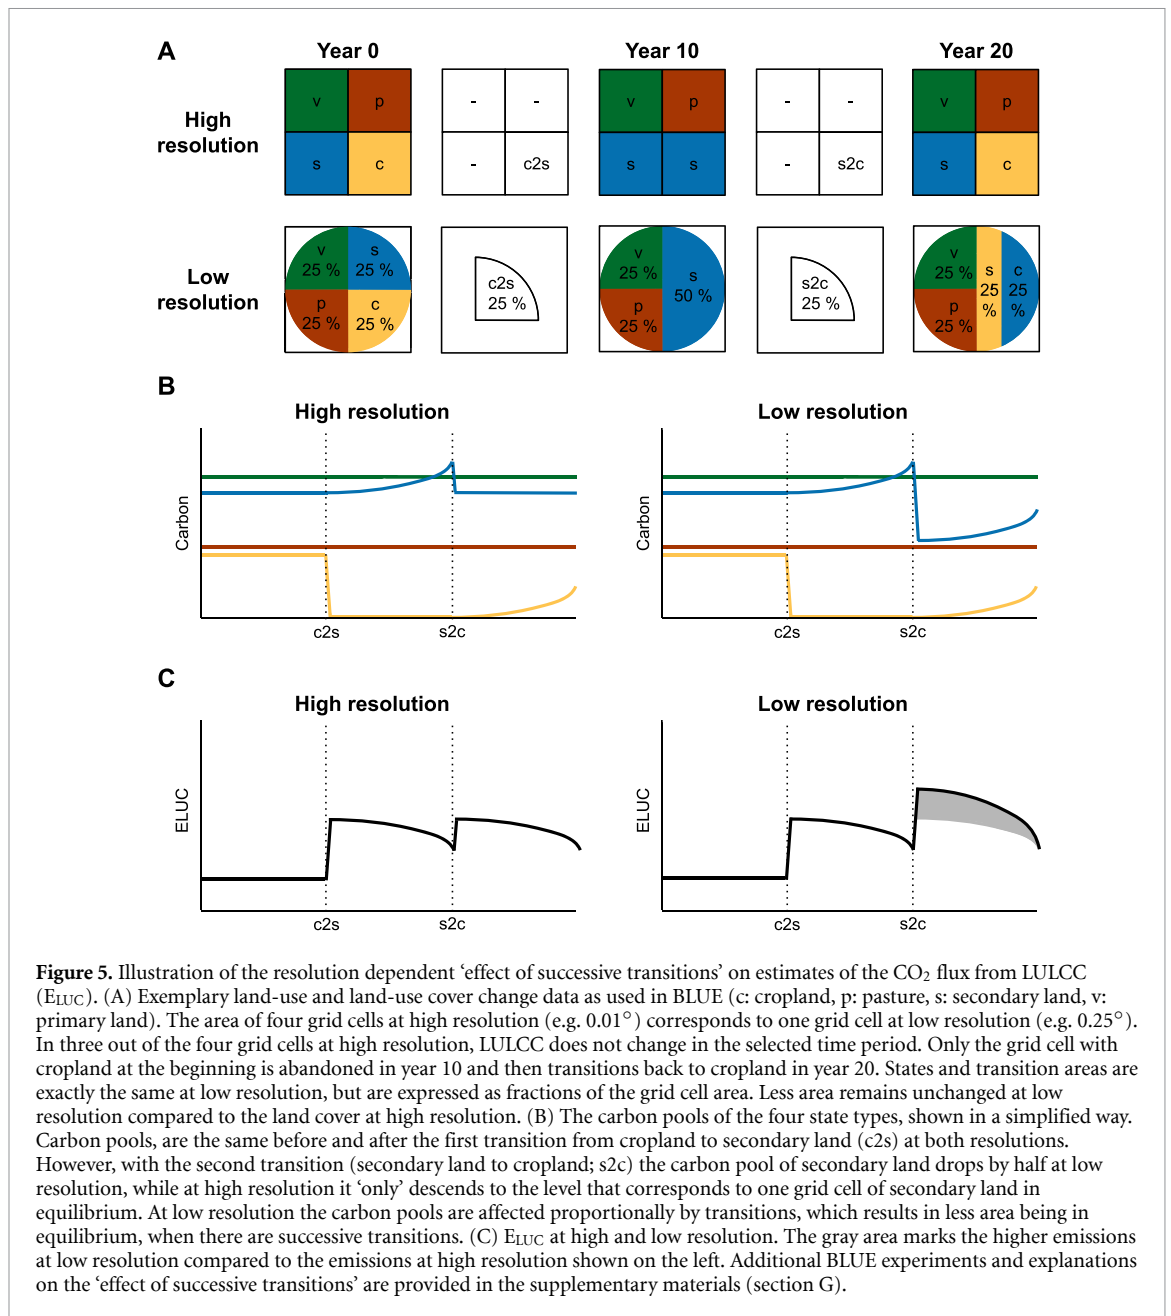 A
Year 0
Year 10
Year 20
High
resolution
v
p
-
-
v
p
-
-
v
p
s
c
-
c2s
s
s
-
s2c
s
c
Low
resolution
v
25 %
s
25 %
p
25 %
c
25 %
c2s
25 %
v
25 %
s
50 %
p
25 %
s2c
25 %
v
25 %
s
25
%
c
25
%
p
25 %
B
High resolution
Low resolution
Carbon
c2s
s2c
Carbon
c2s
s2c
C
High resolution
Low resolution
ELUC
c2s
s2c
ELUC
c2s
s2c
Figure 5. Illustration of the resolution dependent ‘effect of successive transitions’ on estimates of the CO₂ flux from LULCC
(E_LUC). (A) Exemplary land-use and land-use cover change data as used in BLUE (c: cropland, p: pasture, s: secondary land, v:
primary land). The area of four grid cells at high resolution (e.g. 0.01°) corresponds to one grid cell at low resolution (e.g. 0.25°).
In three out of the four grid cells at high resolution, LULCC does not change in the selected time period. Only the grid cell with
cropland at the beginning is abandoned in year 10 and then transitions back to cropland in year 20. States and transition areas are
exactly the same at low resolution, but are expressed as fractions of the grid cell area. Less area remains unchanged at low
resolution compared to the land cover at high resolution. (B) The carbon pools of the four state types, shown in a simplified way.
Carbon pools, are the same before and after the first transition from cropland to secondary land (c2s) at both resolutions.
However, with the second transition (secondary land to cropland; s2c) the carbon pool of secondary land drops by half at low
resolution, while at high resolution it ‘only’ descends to the level that corresponds to one grid cell of secondary land in
equilibrium. At low resolution the carbon pools are affected proportionally by transitions, which results in less area being in
equilibrium, when there are successive transitions. (C) E_LUC at high and low resolution. The gray area marks the higher emissions
at low resolution compared to the emissions at high resolution shown on the left. Additional BLUE experiments and explanations
on the ‘effect of successive transitions’ are provided in the supplementary materials (section G).